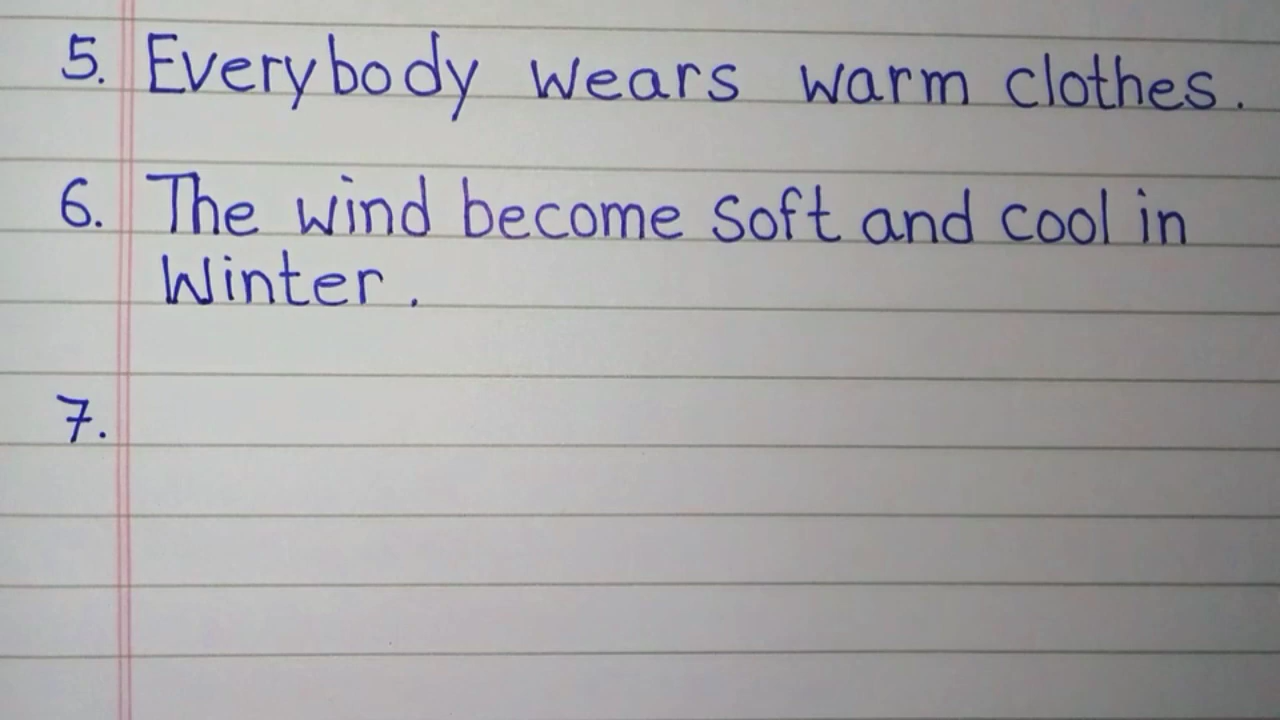 5. Everybody wears warm clothes.
6. The wind become soft and cool in
Winter.
7.